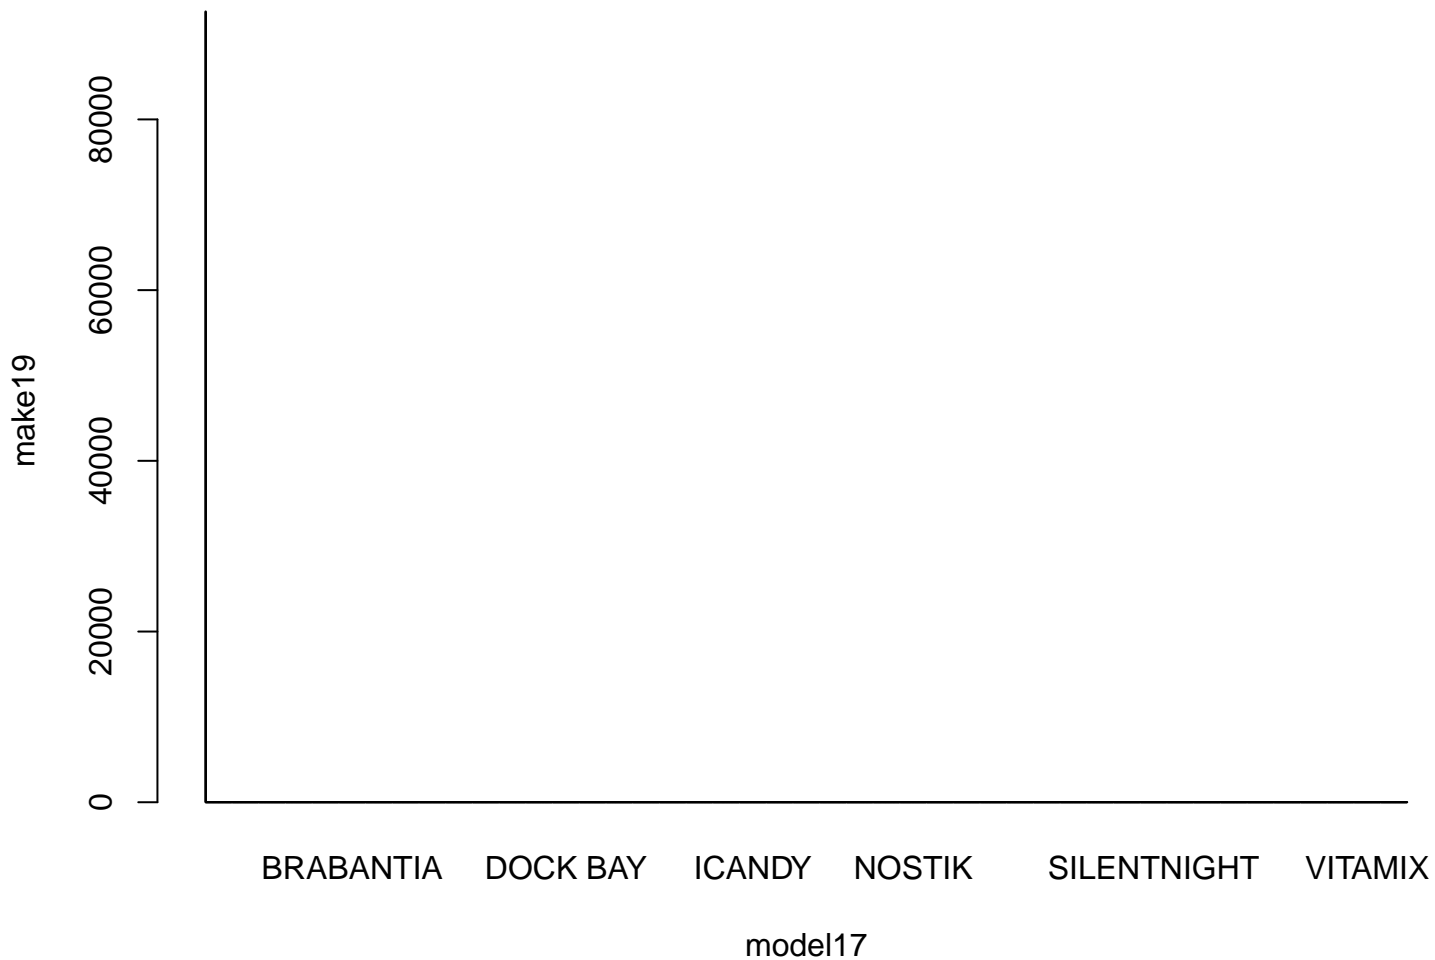 80000
60000
40000
20000
0
make19
BRABANTIA DOCK BAY ICANDY NOSTIK SILENTNIGHT VITAMIX
model17